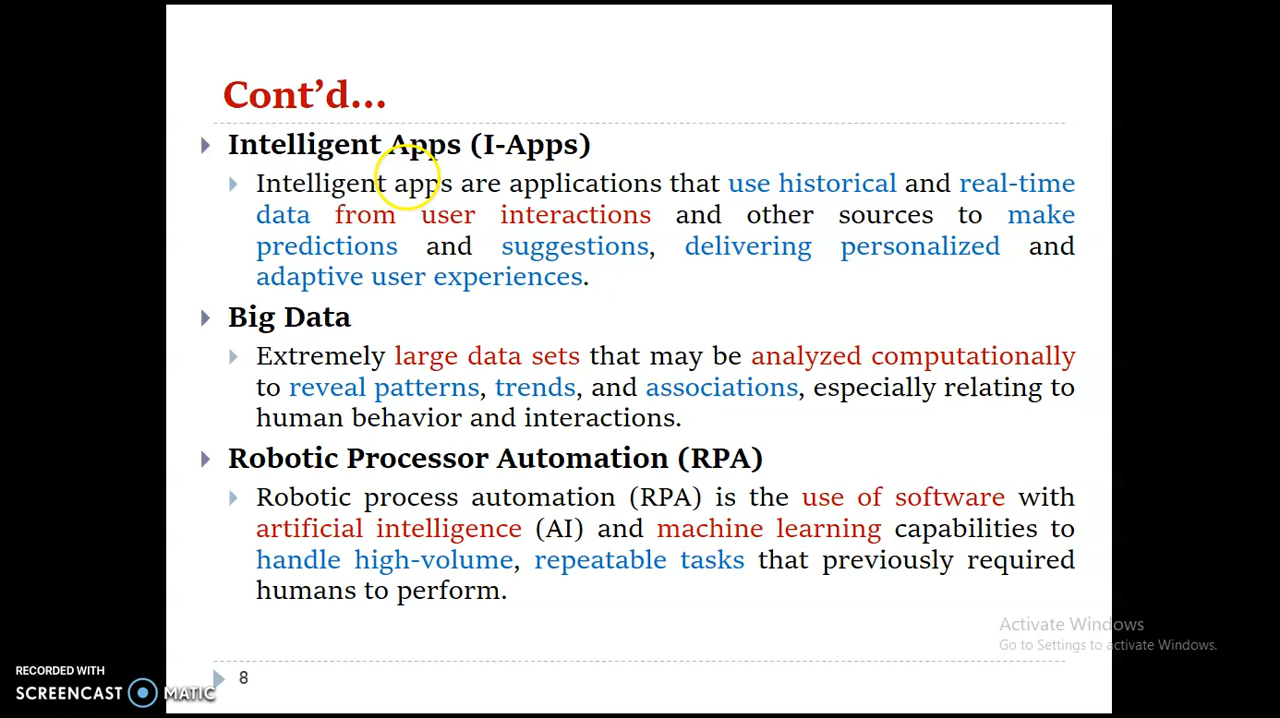 Cont’d...
Intelligent Apps (I-Apps)
Intelligent apps are applications that use historical and real-time
data from user interactions and other sources to make
predictions and suggestions, delivering personalized and
adaptive user experiences.
Big Data
Extremely large data sets that may be analyzed computationally
to reveal patterns, trends, and associations, especially relating to
human behavior and interactions.
Robotic Processor Automation (RPA)
Robotic process automation (RPA) is the use of software with
artificial intelligence (AI) and machine learning capabilities to
handle high-volume, repeatable tasks that previously required
humans to perform.
Activate Windows
Go to Settings to activate Windows.
8
RECORDED WITH
SCREENCAST MATIC